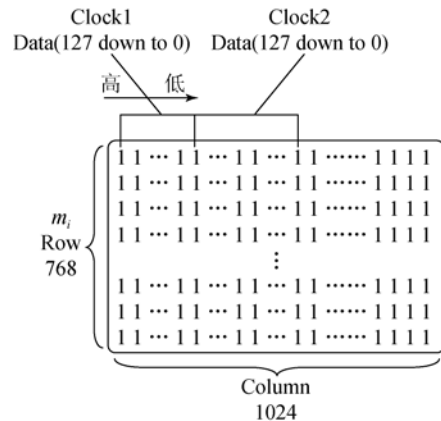 Clock1 Clock2
Data(127 down to 0) Data(127 down to 0)
高 低
1 1 ··· 1 1 ··· 1 1 ··· 1 1 ······ 1 1 1 1
1 1 ··· 1 1 ··· 1 1 ··· 1 1 ······ 1 1 1 1
1 1 ··· 1 1 ··· 1 1 ··· 1 1 ······ 1 1 1 1
1 1 ··· 1 1 ··· 1 1 ··· 1 1 ······ 1 1 1 1
⋮
1 1 ··· 1 1 ··· 1 1 ··· 1 1 ······ 1 1 1 1
1 1 ··· 1 1 ··· 1 1 ··· 1 1 ······ 1 1 1 1
1 1 ··· 1 1 ··· 1 1 ··· 1 1 ······ 1 1 1 1
mᵢ
Row
768
Column
1024